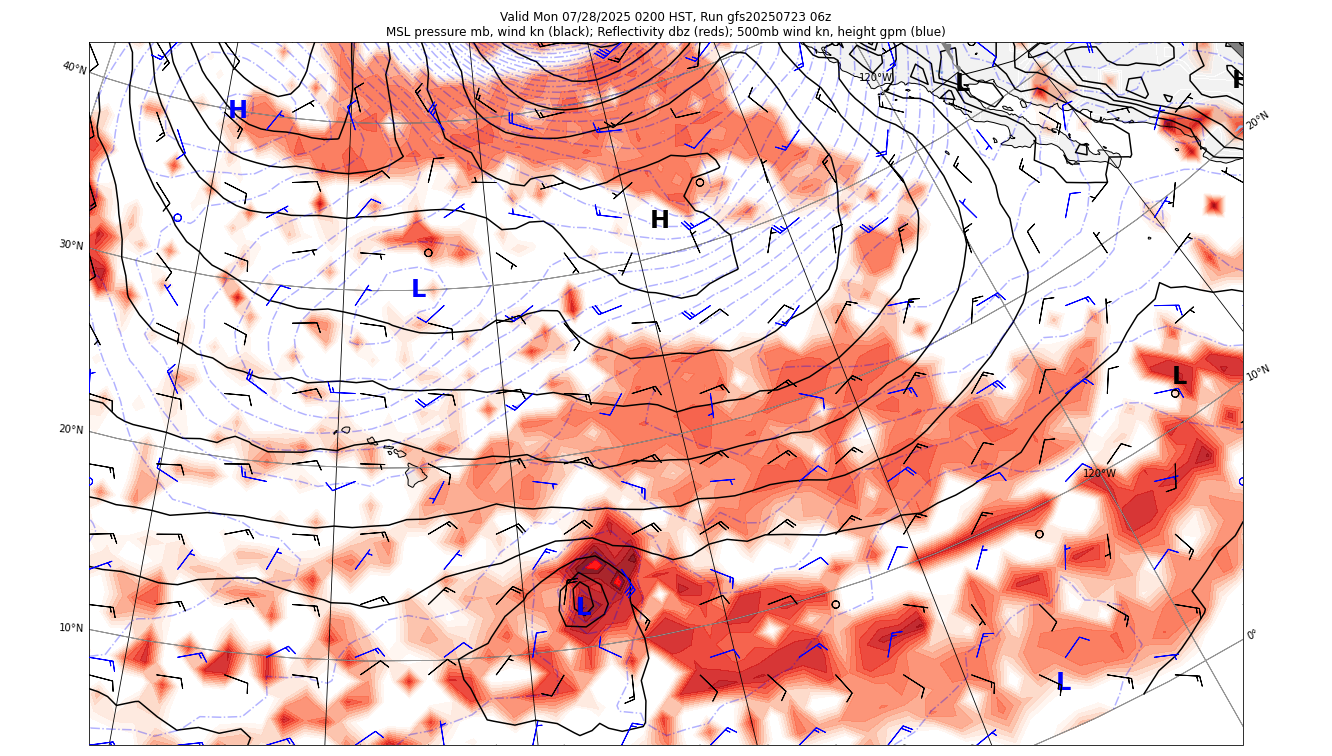 Valid Mon 07/28/2025 0200 HST, Run gfs20250723 06z
MSL pressure mb, wind kn (black); Reflectivity dbz (reds); 500mb wind kn, height gpm (blue)
40°N
120°W
L
H
H
20°N
H
30°N
L
10°N
L
20°N
120°W
L
10°N
0°
L